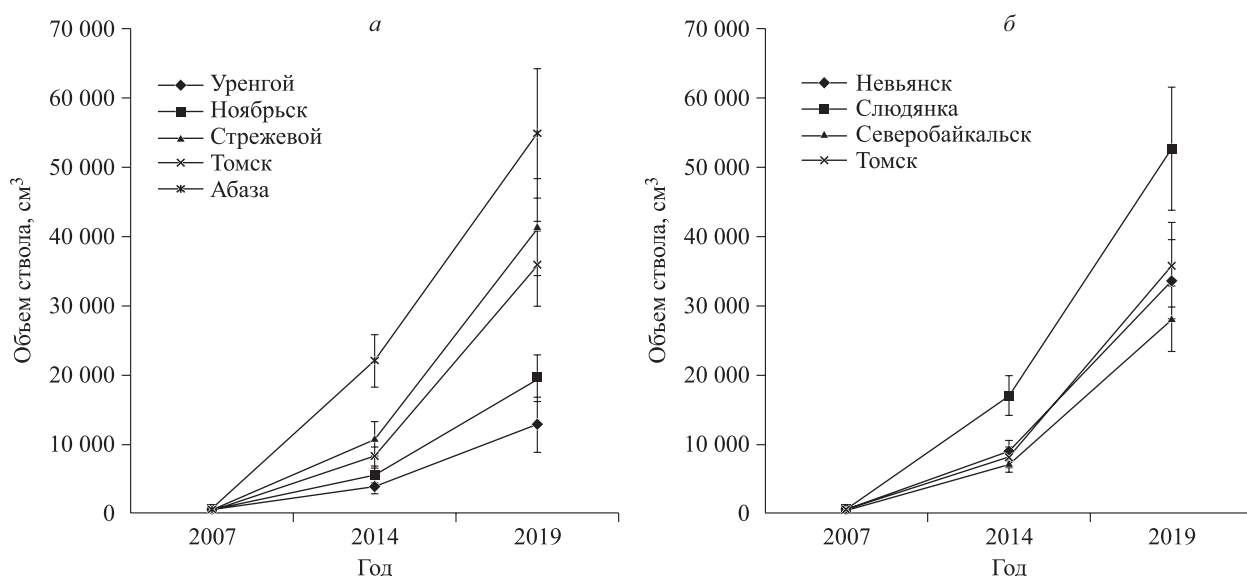 а
70 000
60 000
50 000
40 000
30 000
20 000
10 000
0
Объем ствола, см³
Уренгой
Ноябрьск
Стрежевой
Томск
Абаза
2007
2014
2019
Год
б
70 000
60 000
50 000
40 000
30 000
20 000
10 000
0
Объем ствола, см³
Невьянск
Слюдянка
Северобайкальск
Томск
2007
2014
2019
Год